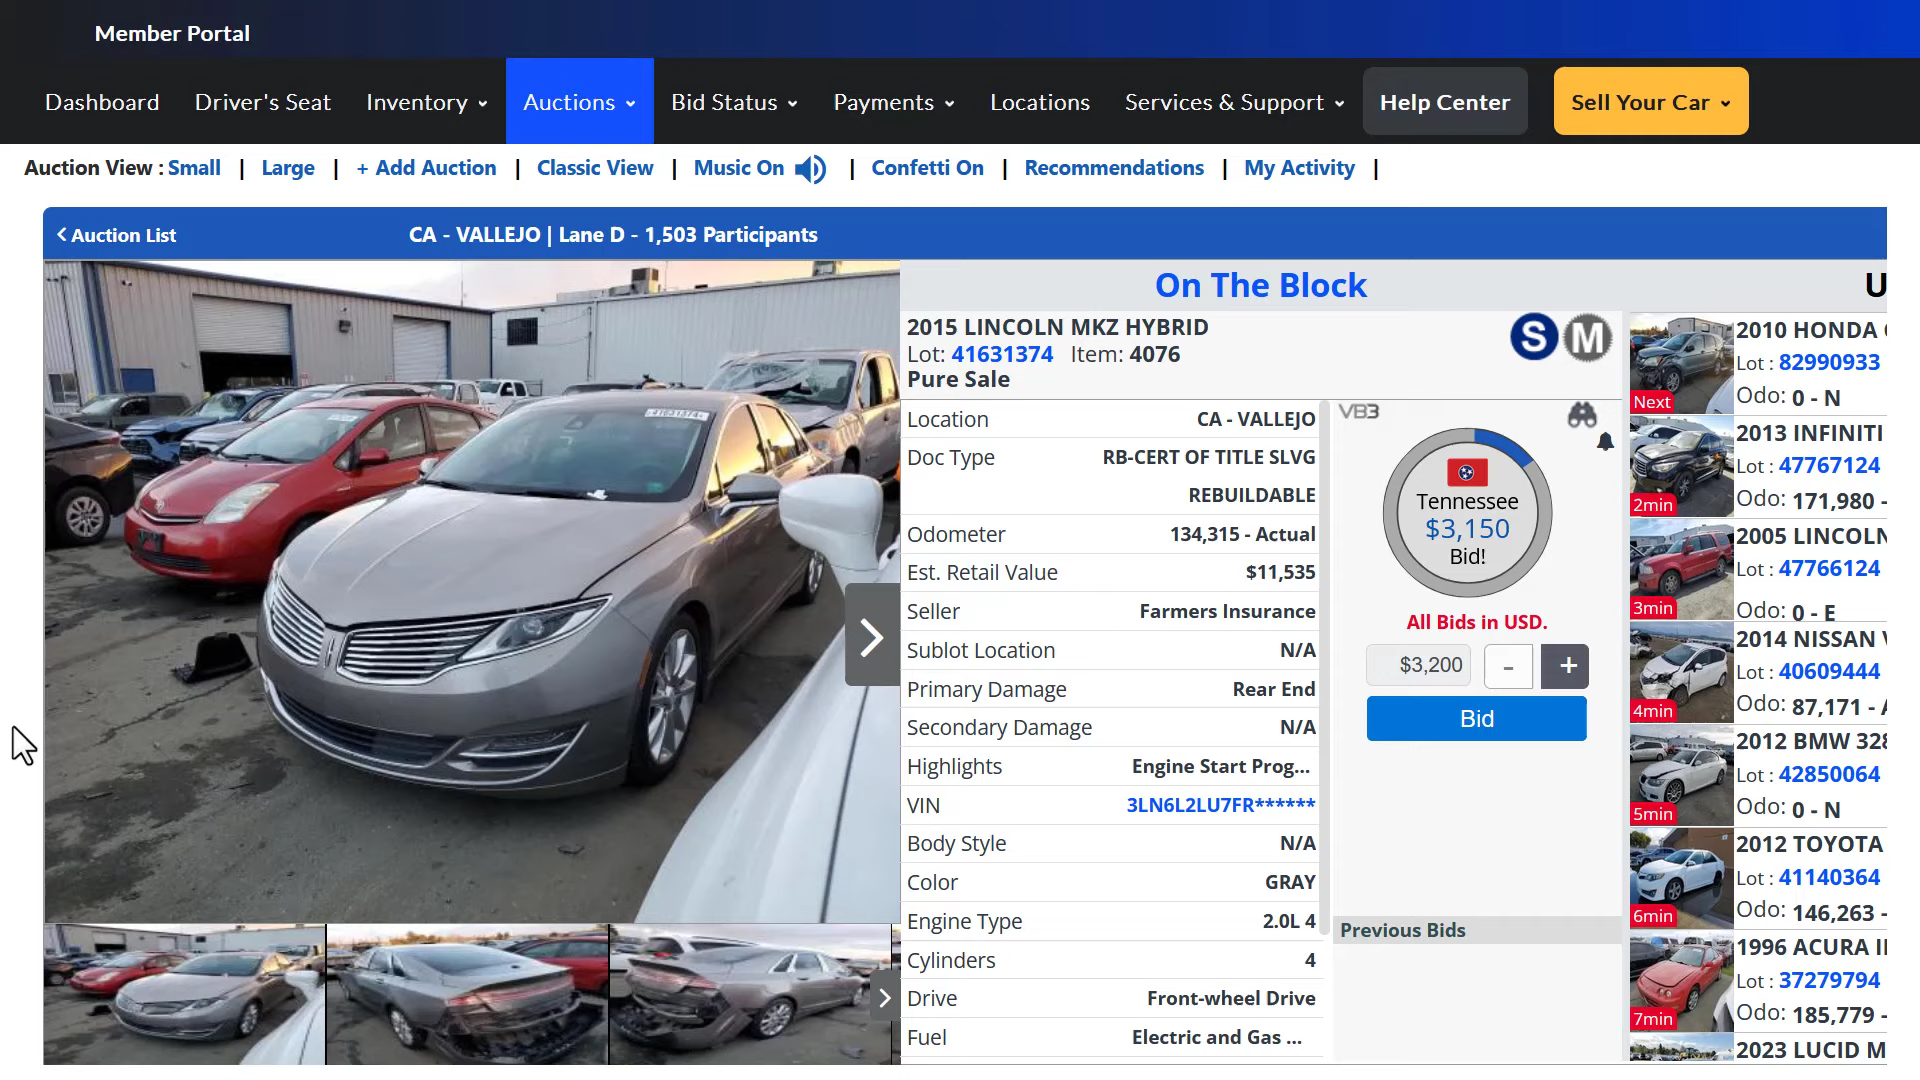 Member Portal
Dashboard
Driver's Seat
Inventory
Auctions
Bid Status
Payments
Locations
Services & Support
Help Center
Sell Your Car
Auction View : Small | Large | + Add Auction | Classic View | Music On | Confetti On | Recommendations | My Activity |
Auction List
CA - VALLEJO | Lane D - 1,503 Participants
41631374
On The Block
U
2015 LINCOLN MKZ HYBRID
Lot: 41631374 Item: 4076
Pure Sale
S M
Location CA - VALLEJO
Doc Type RB-CERT OF TITLE SLVG
REBUILDABLE
Odometer 134,315 - Actual
Est. Retail Value $11,535
Seller Farmers Insurance
Sublot Location N/A
Primary Damage Rear End
Secondary Damage N/A
Highlights Engine Start Prog...
VIN 3LN6L2LU7FR******
Body Style N/A
Color GRAY
Engine Type 2.0L 4
Cylinders 4
Drive Front-wheel Drive
Fuel Electric and Gas ...
VB3
Tennessee
$3,150
Bid!
All Bids in USD.
$3,200 - +
Bid
Previous Bids
2010 HONDA
Lot : 82990933
Odo: 0 - N
Next
2013 INFINITI
Lot : 47767124
Odo: 171,980 -
2min
2005 LINCOLN
Lot : 47766124
Odo: 0 - E
3min
2014 NISSAN V
Lot : 40609444
Odo: 87,171 - A
4min
2012 BMW 328
Lot : 42850064
Odo: 0 - N
5min
2012 TOYOTA
Lot : 41140364
Odo: 146,263 -
6min
1996 ACURA I
Lot : 37279794
Odo: 185,779 -
7min
2023 LUCID M